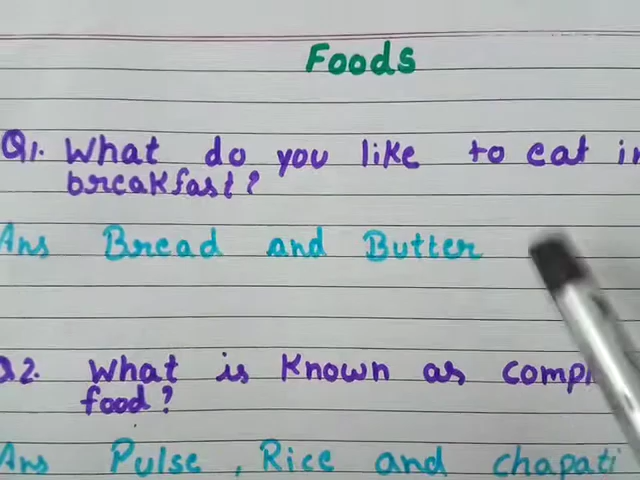 Foods
Q1. What do you like to eat in
breakfast?
Ans Bread and Butter
Q2. What is known as
food?
Ans Pulse, Rice and chapati